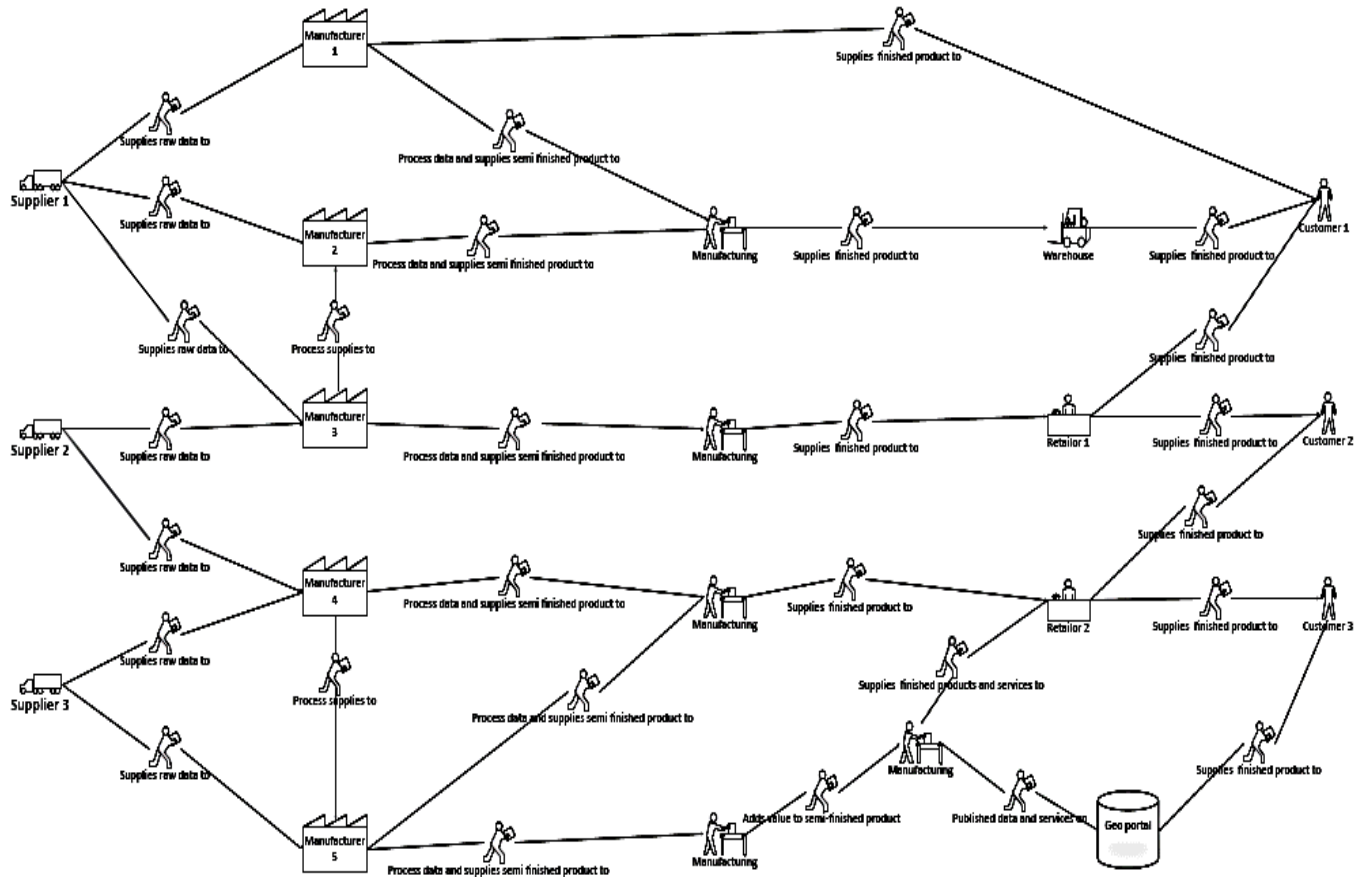 Manufacturer
1
Supplies finished product to
Supplies raw data to
Process data and supplies semi finished product to
Supplier 1
Supplies raw data to
Manufacturer
2
Process data and supplies semi finished product to
Manufacturing
Supplies finished product to
Warehouse
Supplies finished product to
Customer 1
Supplies raw data to
Process supplies to
Supplies finished product to
Supplier 2
Supplies raw data to
Manufacturer
3
Process data and supplies semi finished product to
Manufacturing
Supplies finished product to
Retailor 1
Supplies finished product to
Customer 2
Supplies finished product to
Supplies raw data to
Manufacturer
4
Process data and supplies semi finished product to
Manufacturing
Supplies finished product to
Retailor 2
Supplies finished product to
Customer 3
Supplies raw data to
Supplier 3
Process supplies to
Process data and supplies semi finished product to
Supplies finished products and services to
Supplies raw data to
Manufacturing
Supplies finished product to
Manufacturer
5
Process data and supplies semi finished product to
Manufacturing
Adds value to semi-finished product
Published data and services on
Geo portal